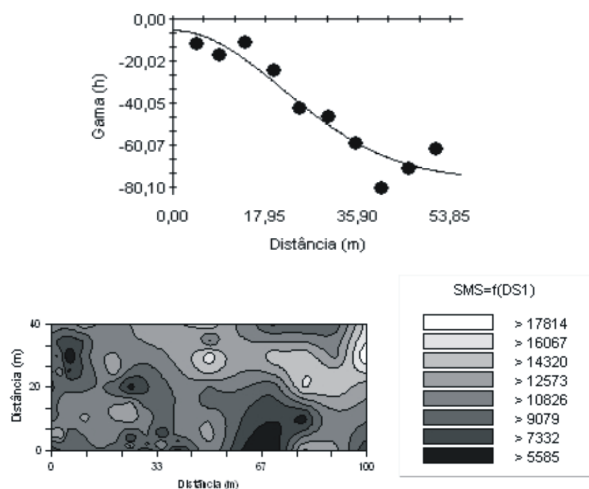 0,00
-20,02
-40,05
-60,07
-80,10
Gama (h)
0,00 17,95 35,90 53,85
Distância (m)
SMS=f(DS1)
> 17814
> 16067
> 14320
> 12573
> 10826
> 9079
> 7332
> 5585
40
20
0
Distância (m)
0 33 67 100
Distância (m)